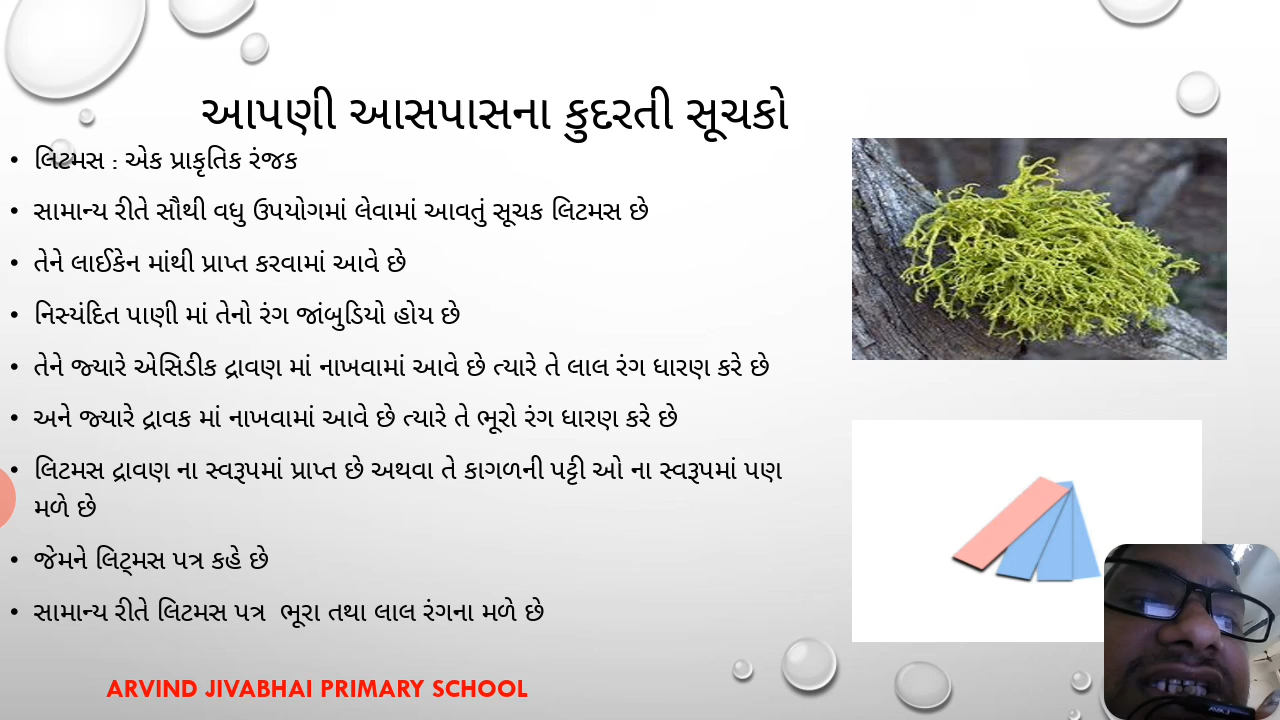 આપણી આસપાસના કુદરતી સૂચકો
• લિટમસ : એક પ્રાકૃતિક રંજક
• સામાન્ય રીતે સૌથી વધુ ઉપયોગમાં લેવામાં આવતું સૂચક લિટમસ છે
• તેને લાઈકેન માંથી પ્રાપ્ત કરવામાં આવે છે
• નિસ્યંદિત પાણી માં તેનો રંગ જાંબુડિયો હોય છે
• તેને જ્યારે એસિડીક દ્રાવણ માં નાખવામાં આવે છે ત્યારે તે લાલ રંગ ધારણ કરે છે
• અને જ્યારે દ્રાવક માં નાખવામાં આવે છે ત્યારે તે ભૂરો રંગ ધારણ કરે છે
• લિટમસ દ્રાવણ ના સ્વરૂપમાં પ્રાપ્ત છે અથવા તે કાગળની પટ્ટી ઓ ના સ્વરૂપમાં પણ
મળે છે
• જેમને લિટ્મસ પત્ર કહે છે
• સામાન્ય રીતે લિટમસ પત્ર ભૂરા તથા લાલ રંગના મળે છે
ARVIND JIVABHAI PRIMARY SCHOOL